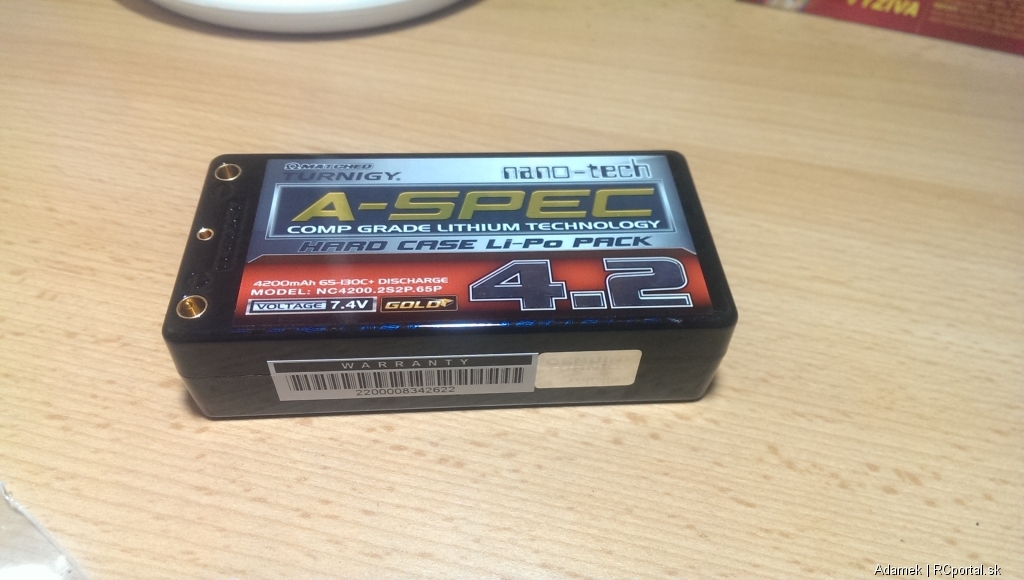 VÝŽIVA
MATCHED
TURNIGY
nano-tech
A-SPEC
COMP GRADE LITHIUM TECHNOLOGY
HARD CASE Li-Po PACK
4200mAh 65-130C+ DISCHARGE
MODEL: NC4200.2S2P.65P
VOLTAGE 7.4V GOLD
4.2
WARRANTY
2200008342622
Adamek | RCportal.sk